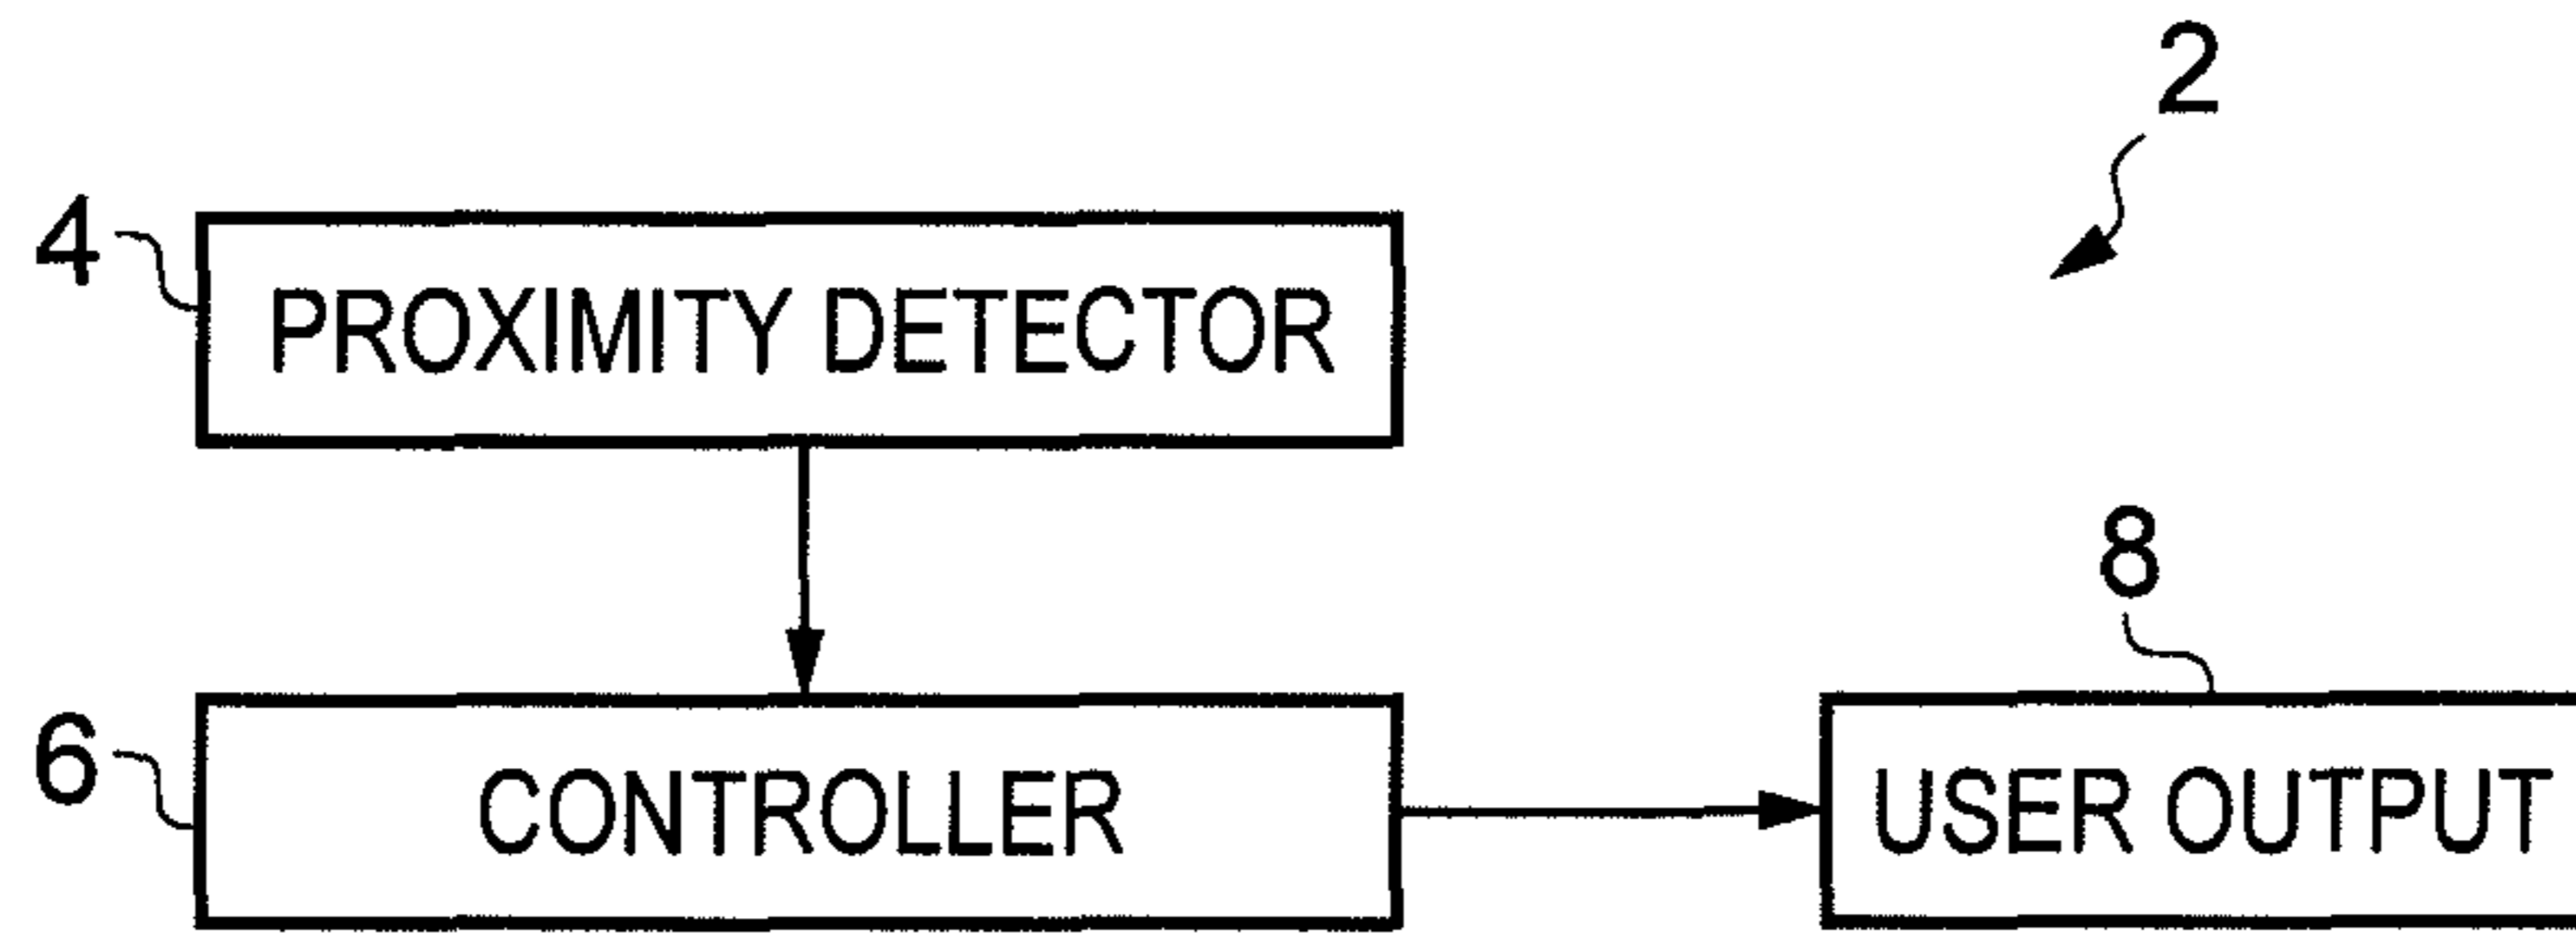 2
4
PROXIMITY DETECTOR
8
6
CONTROLLER
USER OUTPUT